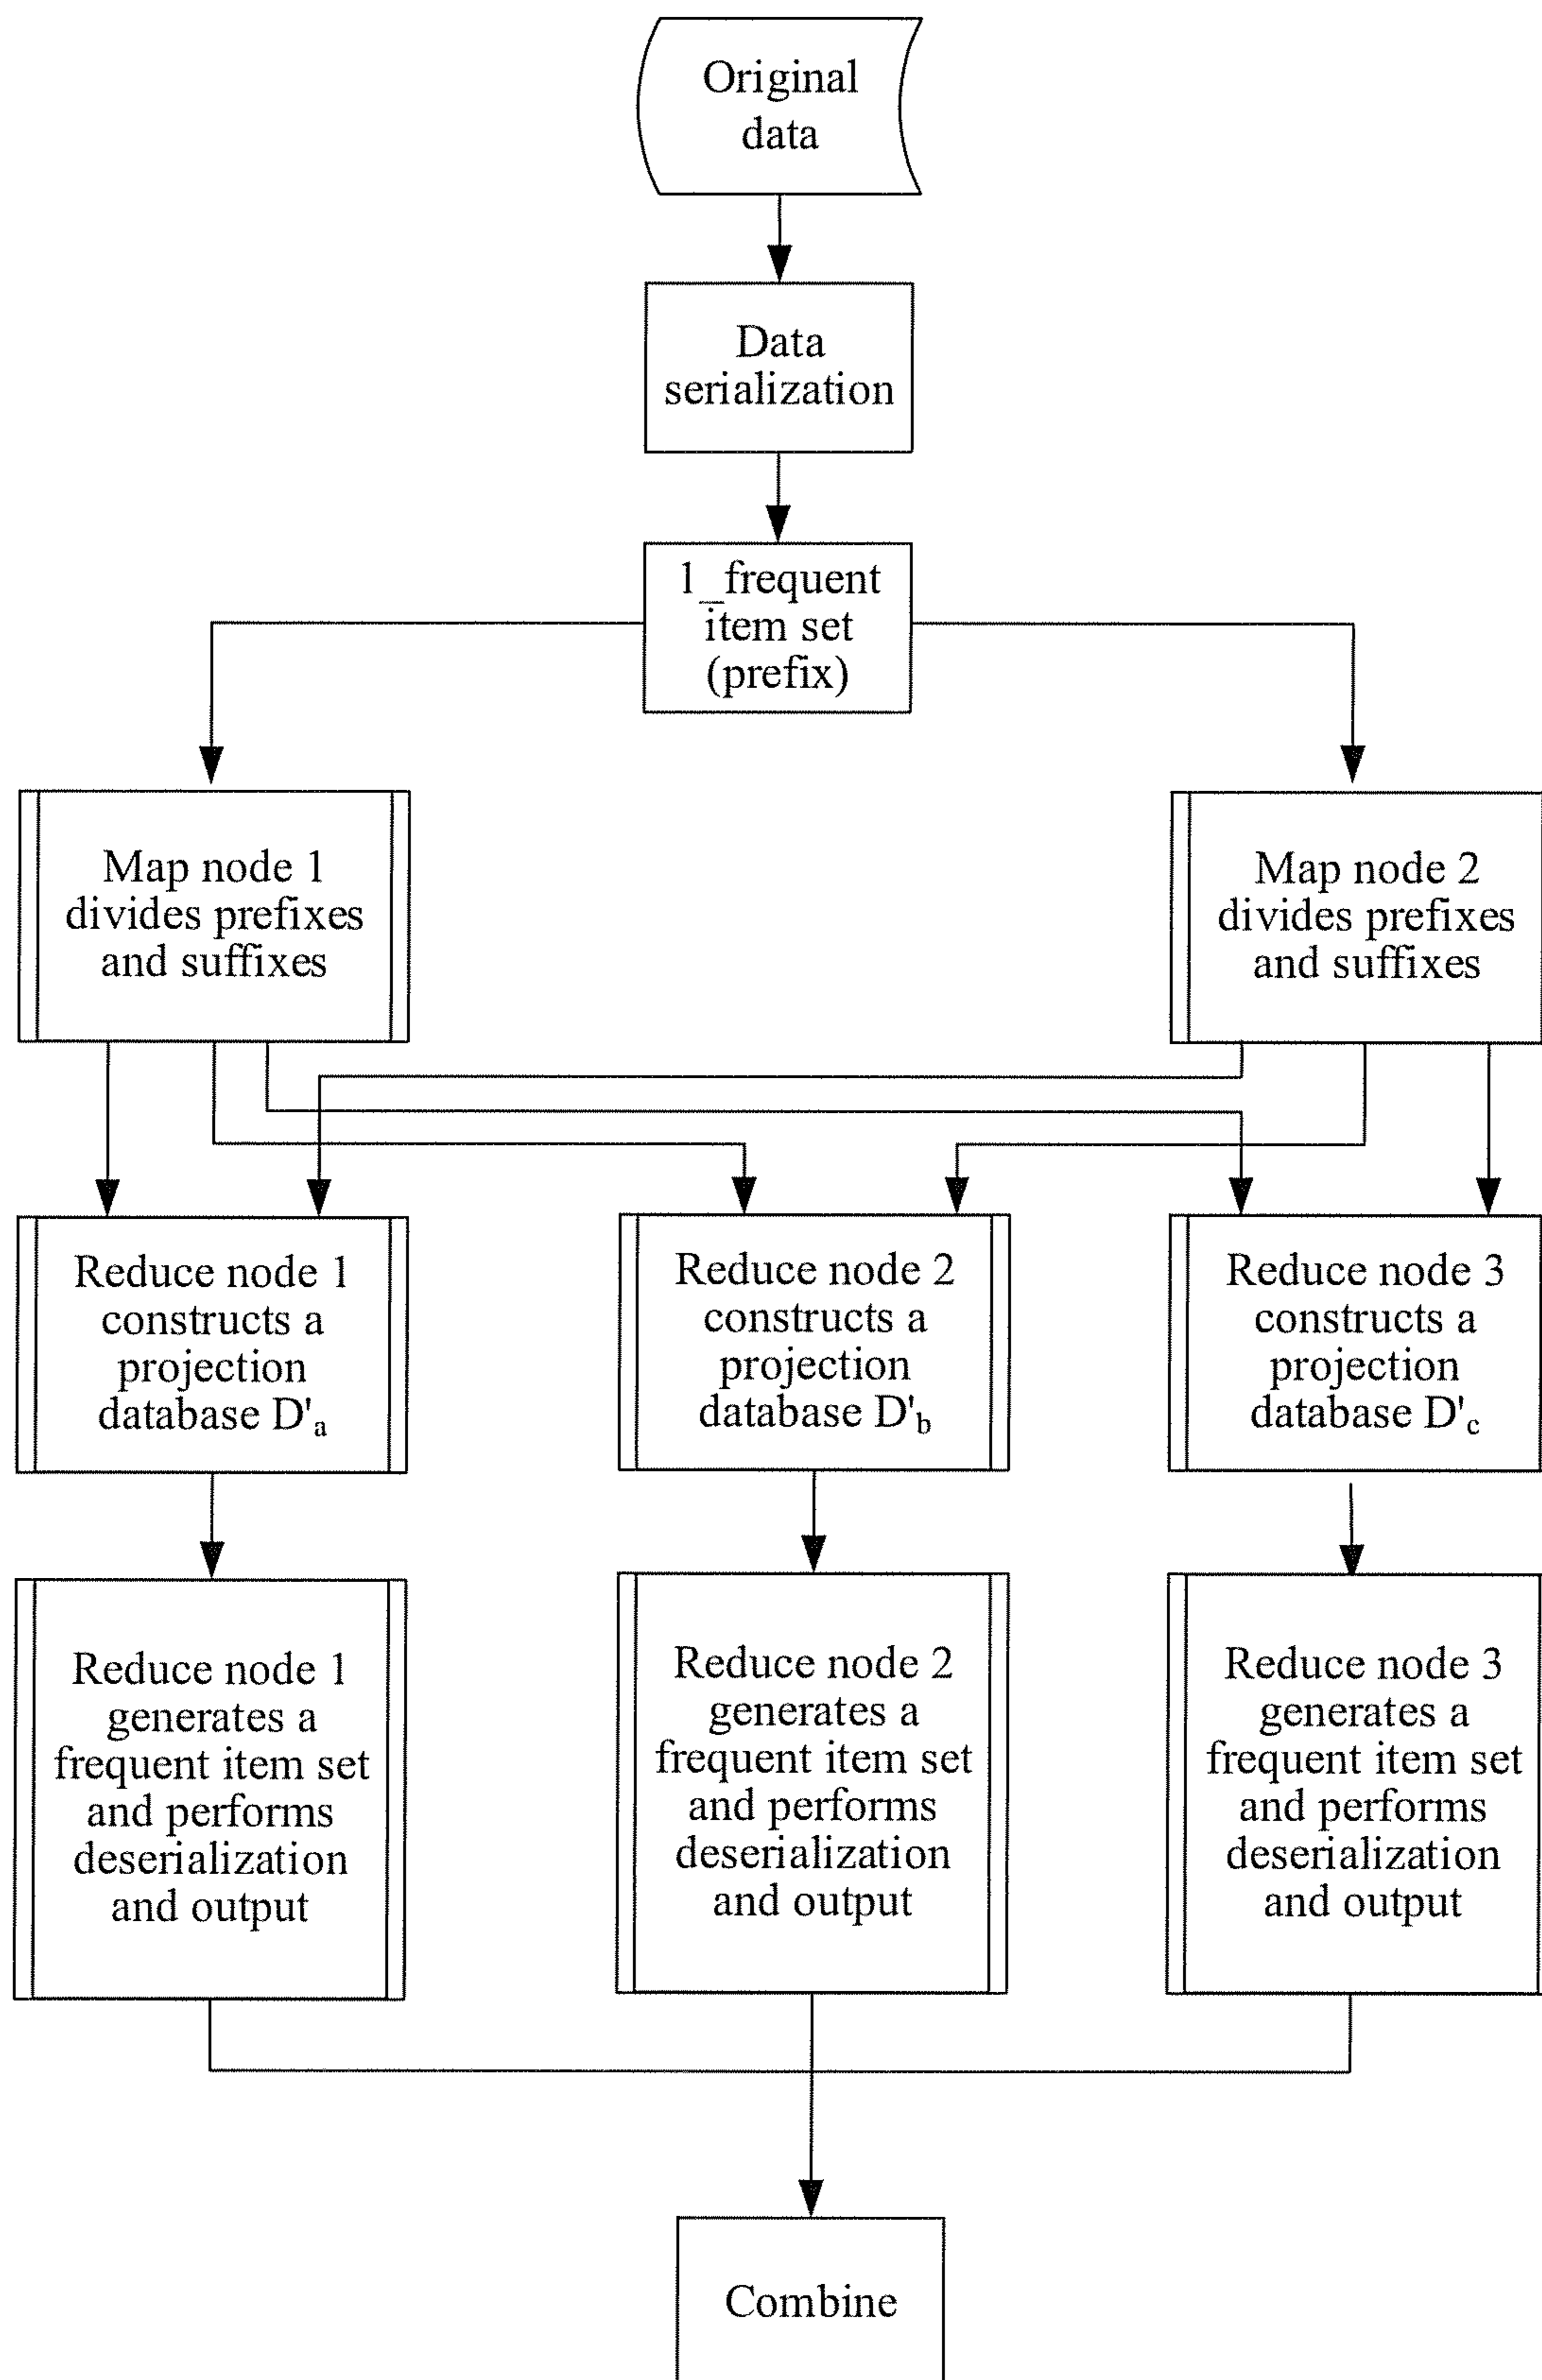 Original
data
Data
serialization
1_frequent
item set
(prefix)
Map node 1
divides prefixes
and suffixes
Map node 2
divides prefixes
and suffixes
Reduce node 1
constructs a
projection
database D'a
Reduce node 2
constructs a
projection
database D'b
Reduce node 3
constructs a
projection
database D'c
Reduce node 1
generates a
frequent item set
and performs
deserialization
and output
Reduce node 2
generates a
frequent item set
and performs
deserialization
and output
Reduce node 3
generates a
frequent item set
and performs
deserialization
and output
Combine